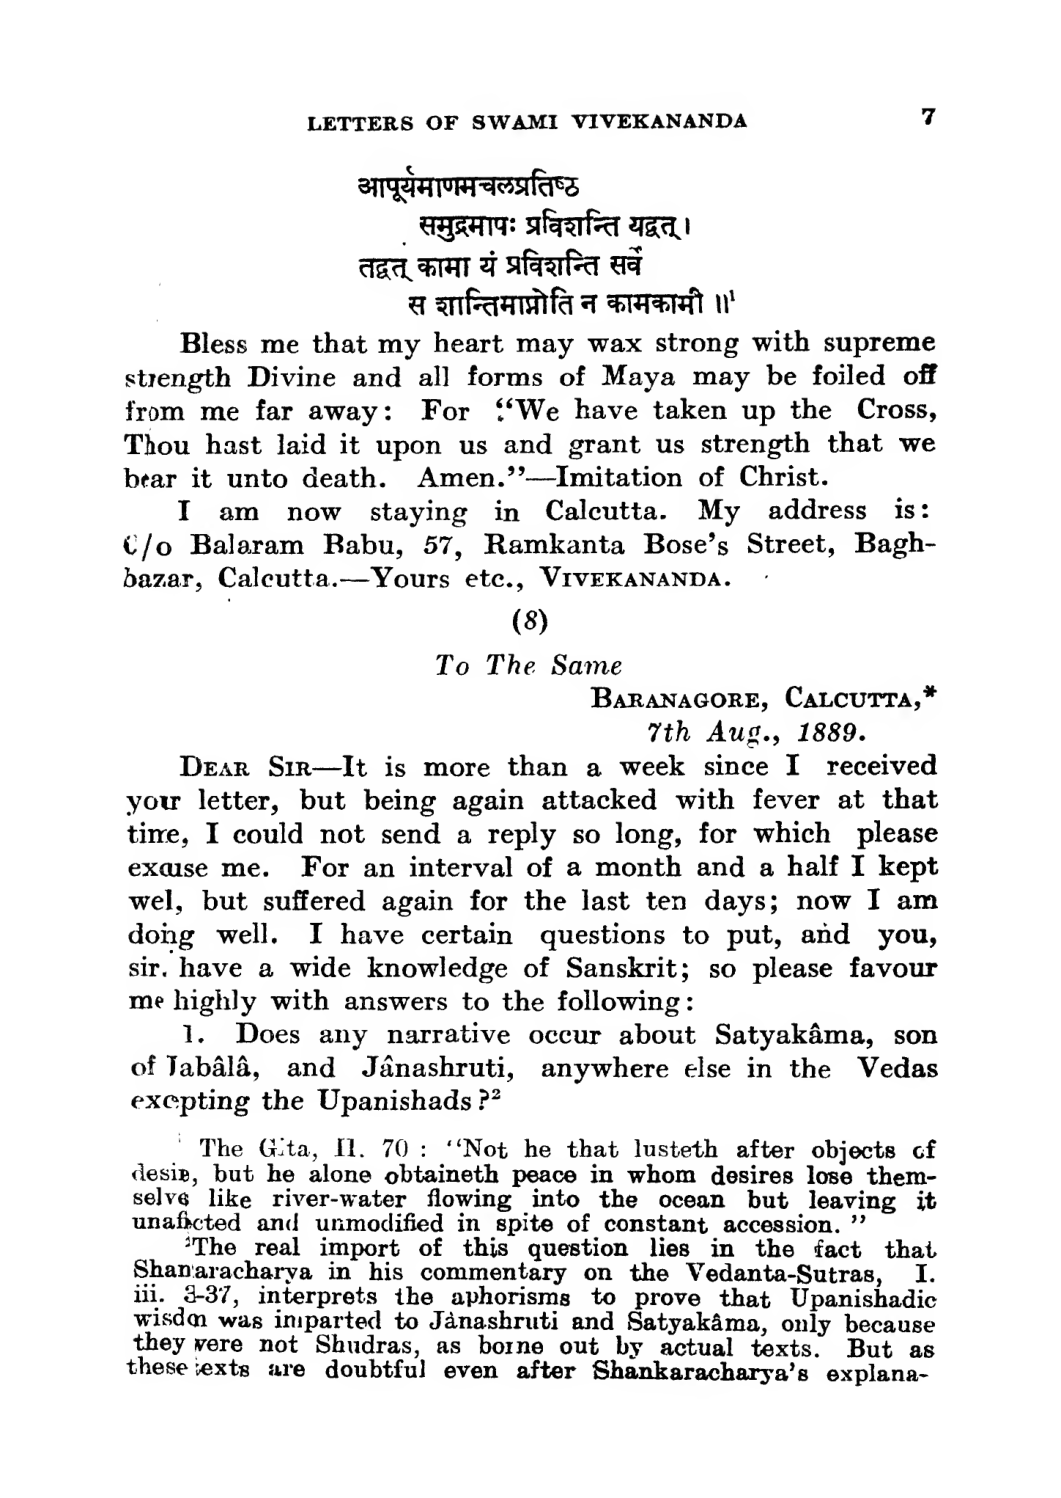 LETTERS OF SWAMI VIVEKANANDA 7
आपूर्यमाणमचलप्रतिष्ठ
समुद्रमापः प्रविशन्ति यद्वत्।
तद्वत् कामा यं प्रविशन्ति सर्वे
स शान्तिमाप्नोति न कामकामी ॥¹
Bless me that my heart may wax strong with supreme
strength Divine and all forms of Maya may be foiled off
from me far away: For “We have taken up the Cross,
Thou hast laid it upon us and grant us strength that we
bear it unto death. Amen.”—Imitation of Christ.
I am now staying in Calcutta. My address is:
C/o Balaram Babu, 57, Ramkanta Bose's Street, Bagh-
bazar, Calcutta.—Yours etc., VIVEKANANDA.
(8)
To The Same
BARANAGORE, CALCUTTA,*
7th Aug., 1889.
DEAR SIR—It is more than a week since I received
your letter, but being again attacked with fever at that
time, I could not send a reply so long, for which please
excuse me. For an interval of a month and a half I kept
wel, but suffered again for the last ten days; now I am
doing well. I have certain questions to put, and you,
sir, have a wide knowledge of Sanskrit; so please favour
me highly with answers to the following:
1. Does any narrative occur about Satyakâma, son
of Jabâlâ, and Jânashruti, anywhere else in the Vedas
excepting the Upanishads?²
¹ The Gita, II. 70 : “Not he that lusteth after objects of
desire, but he alone obtaineth peace in whom desires lose them-
selves like river-water flowing into the ocean but leaving it
unaffected and unmodified in spite of constant accession. ”
²The real import of this question lies in the fact that
Shankaracharya in his commentary on the Vedanta-Sutras, I.
iii. 3-37, interprets the aphorisms to prove that Upanishadic
wisdom was imparted to Jânashruti and Satyakâma, only because
they were not Shudras, as borne out by actual texts. But as
these texts are doubtful even after Shankaracharya's explana-